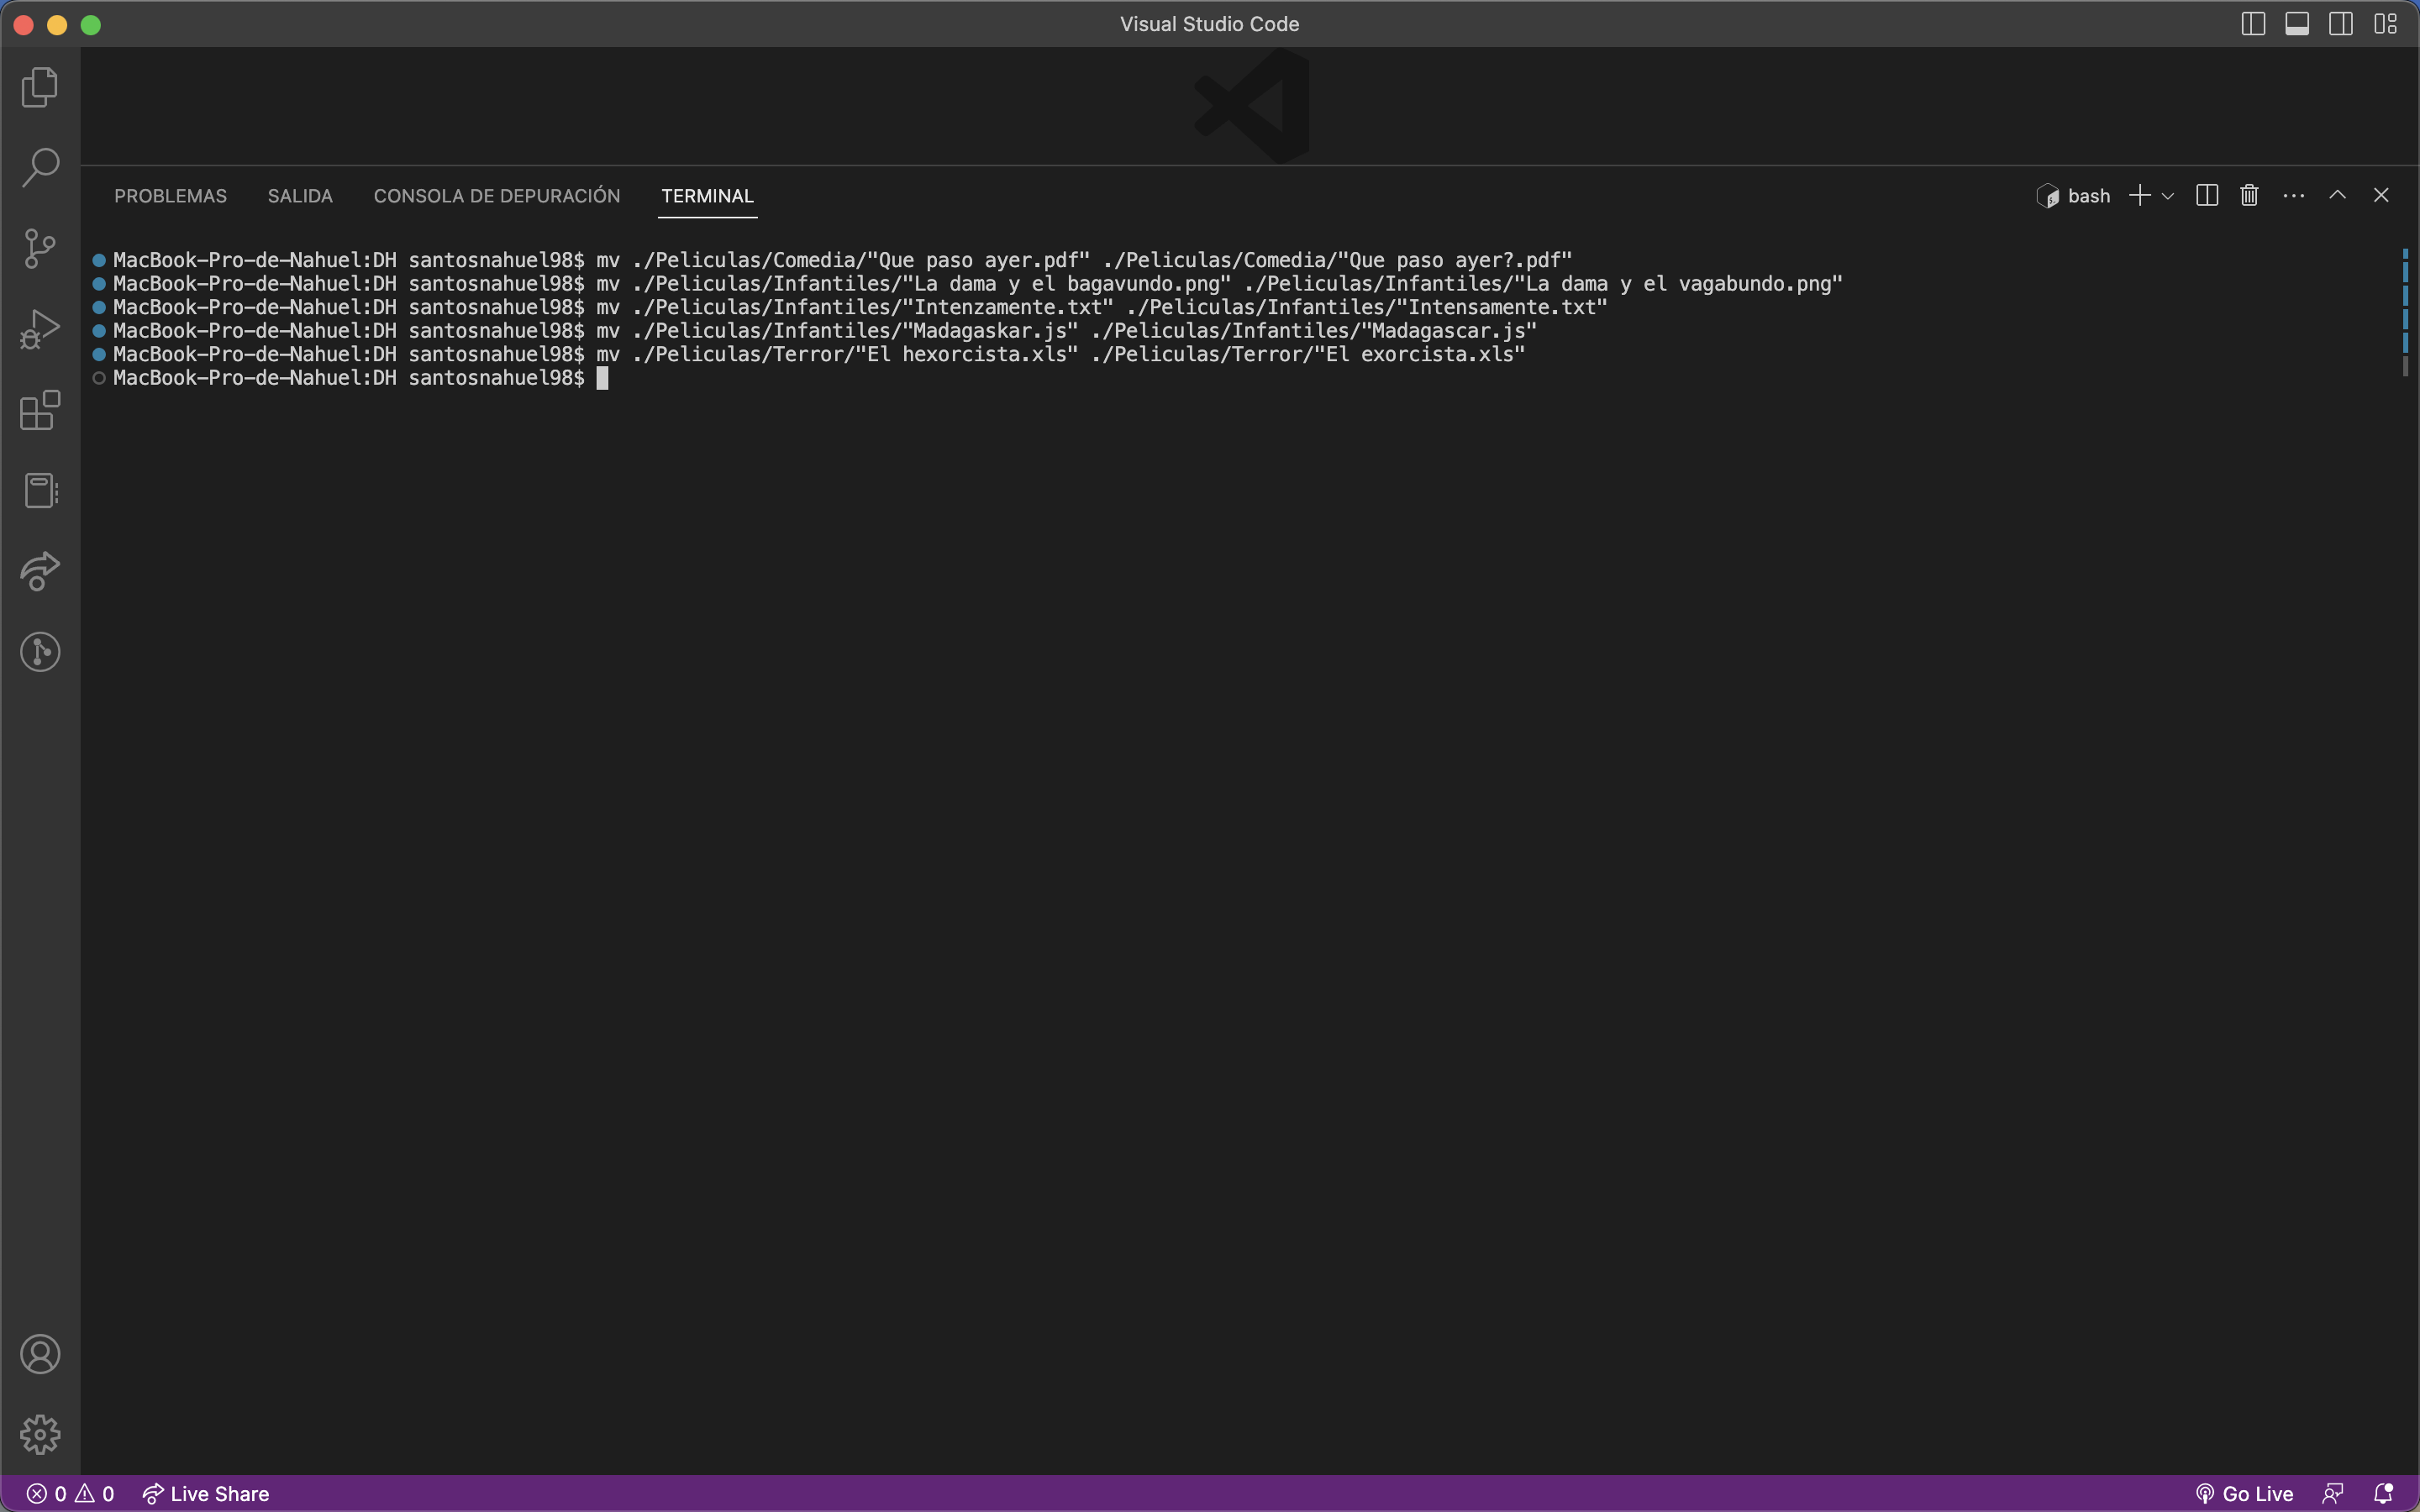 Visual Studio Code
PROBLEMAS SALIDA CONSOLA DE DEPURACIÓN TERMINAL bash
MacBook-Pro-de-Nahuel:DH santosnahuel98$ mv ./Peliculas/Comedia/"Que paso ayer.pdf" ./Peliculas/Comedia/"Que paso ayer?.pdf"
MacBook-Pro-de-Nahuel:DH santosnahuel98$ mv ./Peliculas/Infantiles/"La dama y el bagavundo.png" ./Peliculas/Infantiles/"La dama y el vagabundo.png"
MacBook-Pro-de-Nahuel:DH santosnahuel98$ mv ./Peliculas/Infantiles/"Intenzamente.txt" ./Peliculas/Infantiles/"Intensamente.txt"
MacBook-Pro-de-Nahuel:DH santosnahuel98$ mv ./Peliculas/Infantiles/"Madagaskar.js" ./Peliculas/Infantiles/"Madagascar.js"
MacBook-Pro-de-Nahuel:DH santosnahuel98$ mv ./Peliculas/Terror/"El hexorcista.xls" ./Peliculas/Terror/"El exorcista.xls"
MacBook-Pro-de-Nahuel:DH santosnahuel98$
0 0 Live Share Go Live